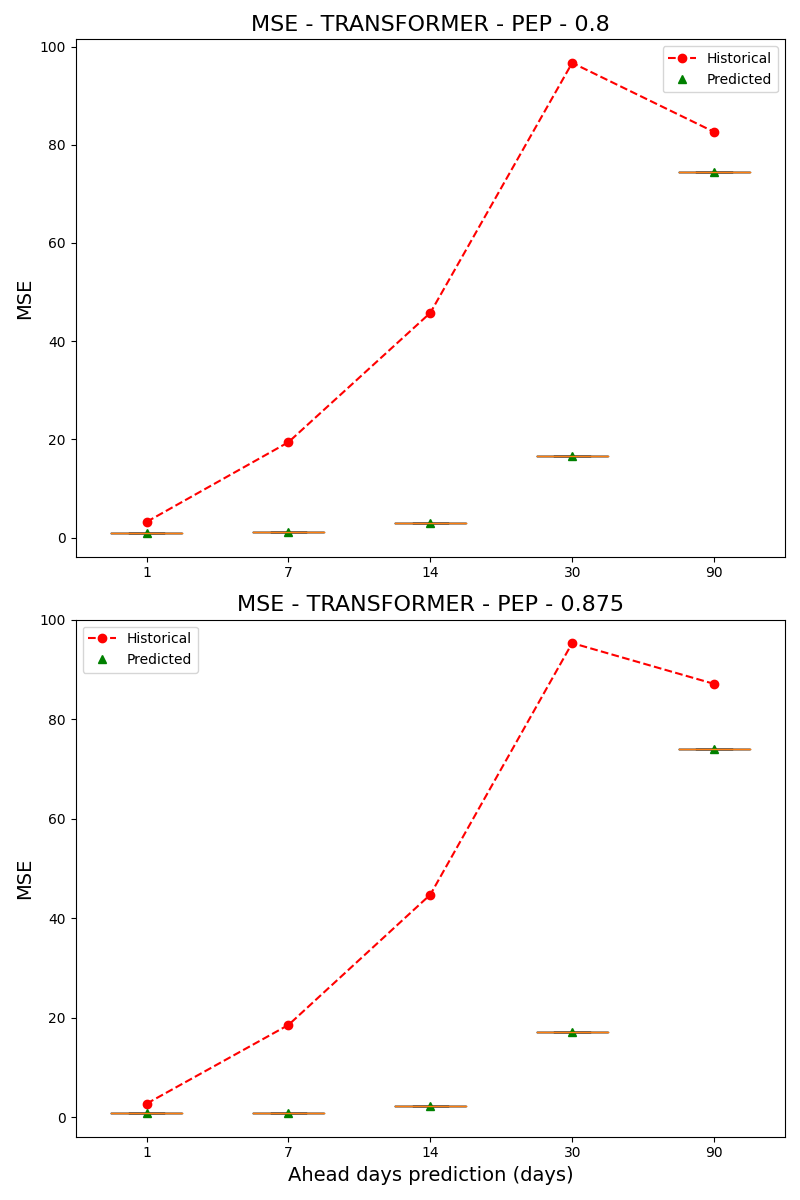 MSE - TRANSFORMER - PEP - 0.8
100
80
60
40
20
0
MSE
Historical
Predicted
1 7 14 30 90
MSE - TRANSFORMER - PEP - 0.875
100
80
60
40
20
0
MSE
Historical
Predicted
1 7 14 30 90
Ahead days prediction (days)